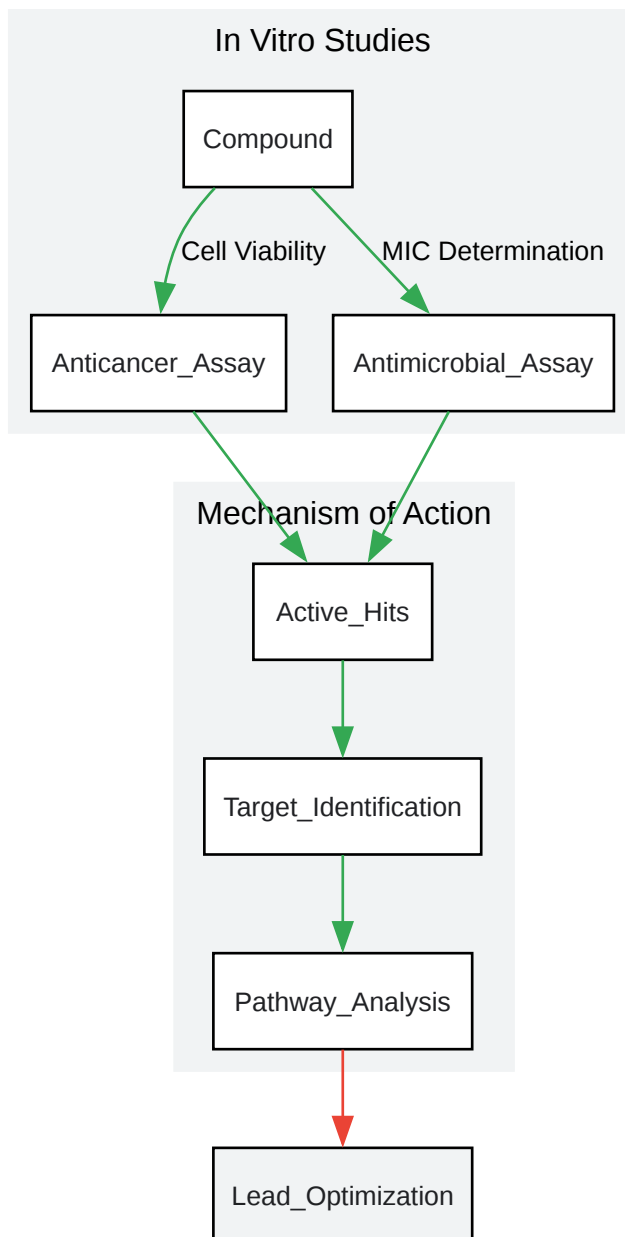 In Vitro Studies
Compound
Cell Viability
MIC Determination
Anticancer_Assay
Antimicrobial_Assay
Mechanism of Action
Active_Hits
Target_Identification
Pathway_Analysis
Lead_Optimization